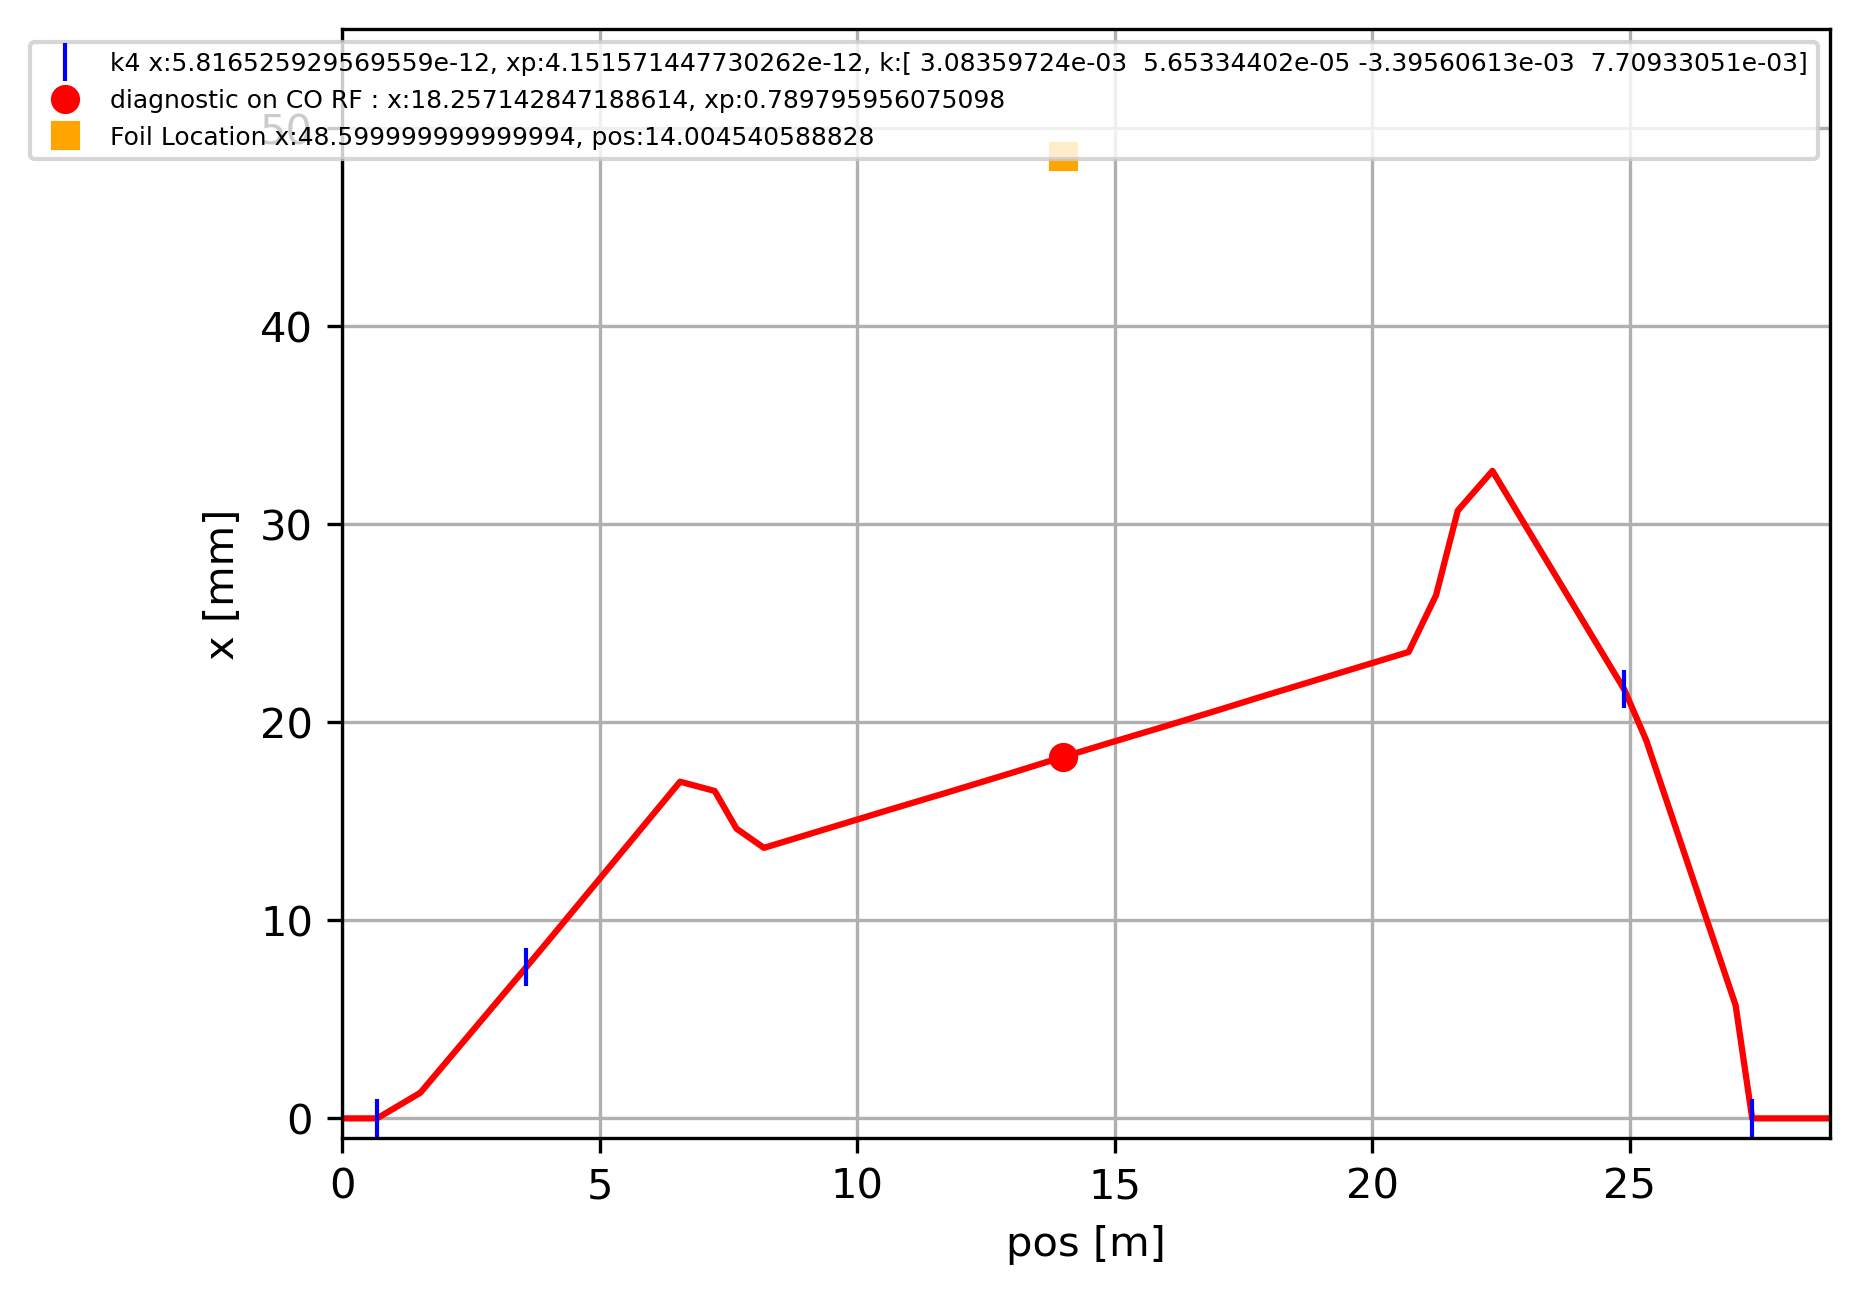 k4 x:5.816525929569559e-12, xp:4.151571447730262e-12, k:[ 3.08359724e-03  5.65334402e-05 -3.39560613e-03  7.70933051e-03]
diagnostic on CO RF : x:18.257142847188614, xp:0.789795956075098
Foil Location x:48.599999999999994, pos:14.004540588828
50
40
30
20
10
0
x [mm]
0 5 10 15 20 25
pos [m]